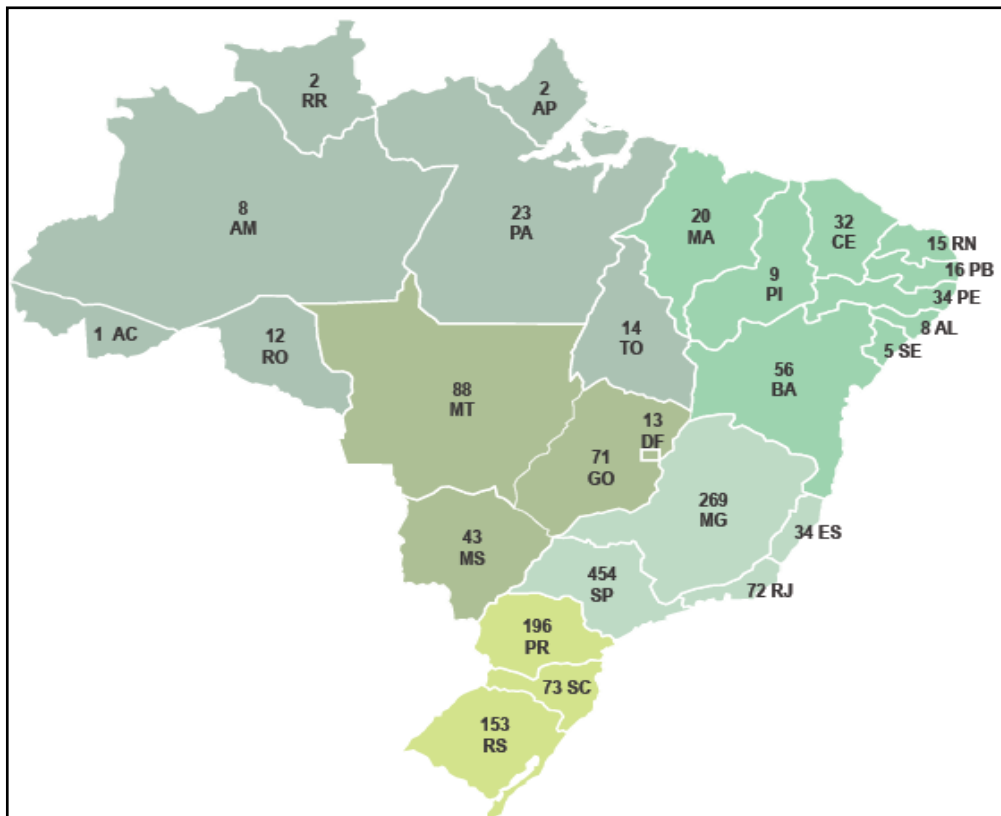 2
RR
2
AP
8
AM
23
PA
20
MA
32
CE
15 RN
16 PB
9
PI
34 PE
8 AL
5 SE
1 AC
12
RO
14
TO
56
BA
88
MT
13
DF
71
GO
269
MG
34 ES
43
MS
454
SP
72 RJ
196
PR
73 SC
153
RS